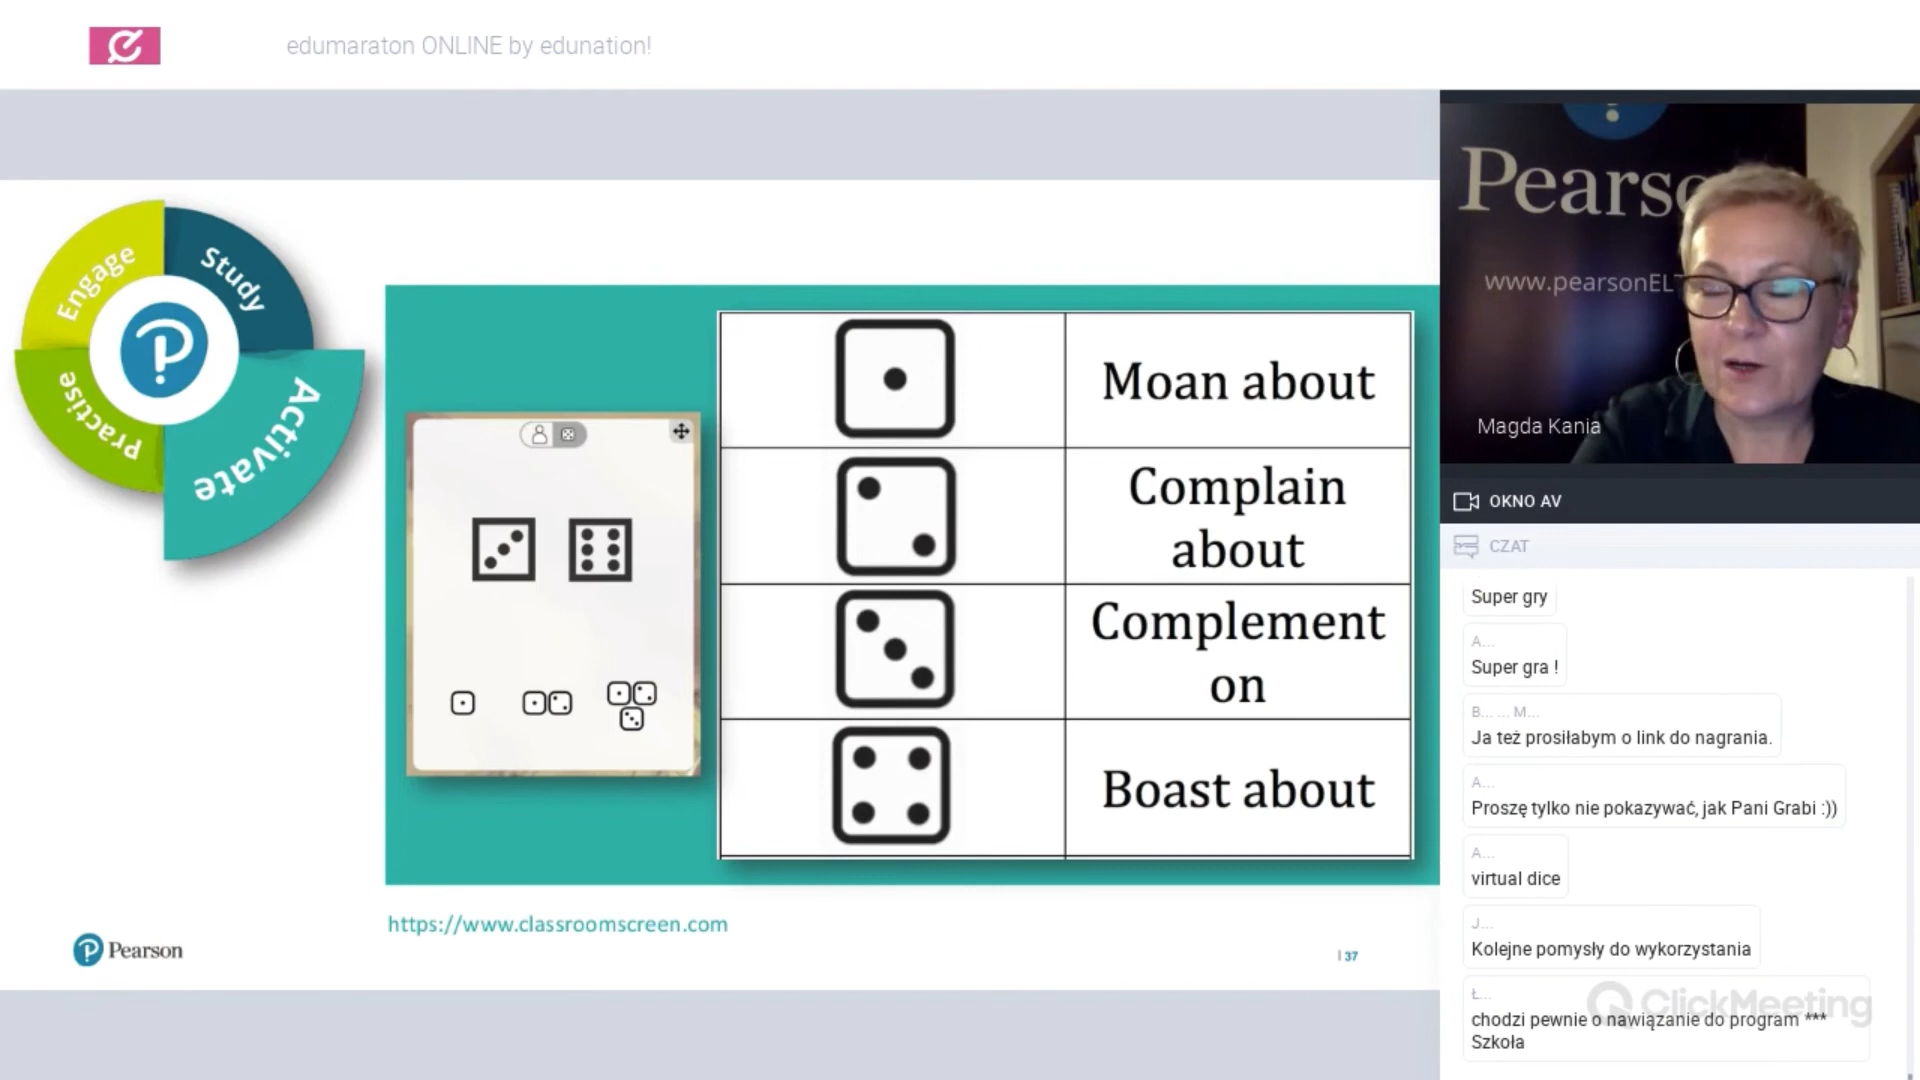 edumaraton ONLINE by edunation!
Engage
Study
Practise
Activate
Moan about
Complain
about
Complement
on
Boast about
https://www.classroomscreen.com
Pearson
| 37
Pearso
www.pearsonELT
Magda Kania
OKNO AV
CZAT
Super gry
A...
Super gra !
B... ... M...
Ja też prosiłabym o link do nagrania.
A...
Proszę tylko nie pokazywać, jak Pani Grabi :))
A...
virtual dice
J...
Kolejne pomysły do wykorzystania
Ł...
chodzi pewnie o nawiązanie do program ***
Szkoła
ClickMeeting